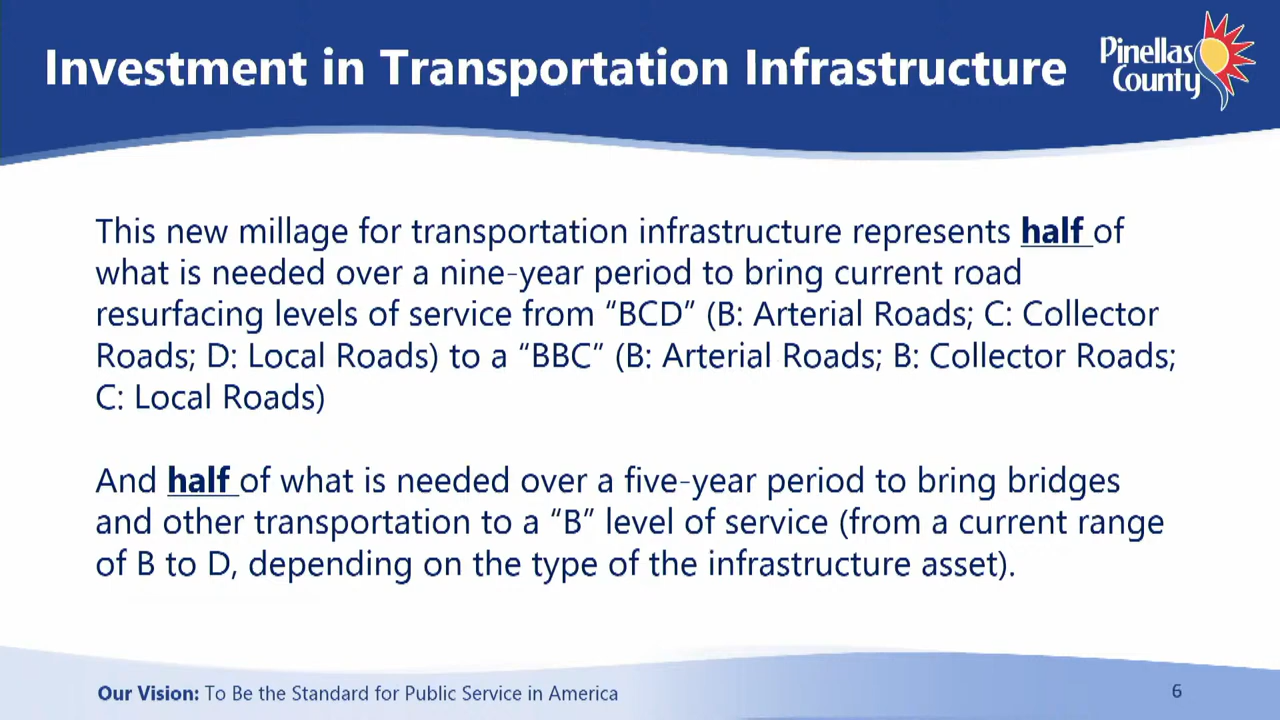 Investment in Transportation Infrastructure
Pinellas
County
This new millage for transportation infrastructure represents half of
what is needed over a nine-year period to bring current road
resurfacing levels of service from “BCD” (B: Arterial Roads; C: Collector
Roads; D: Local Roads) to a “BBC” (B: Arterial Roads; B: Collector Roads;
C: Local Roads)
And half of what is needed over a five-year period to bring bridges
and other transportation to a “B” level of service (from a current range
of B to D, depending on the type of the infrastructure asset).
Our Vision: To Be the Standard for Public Service in America
6